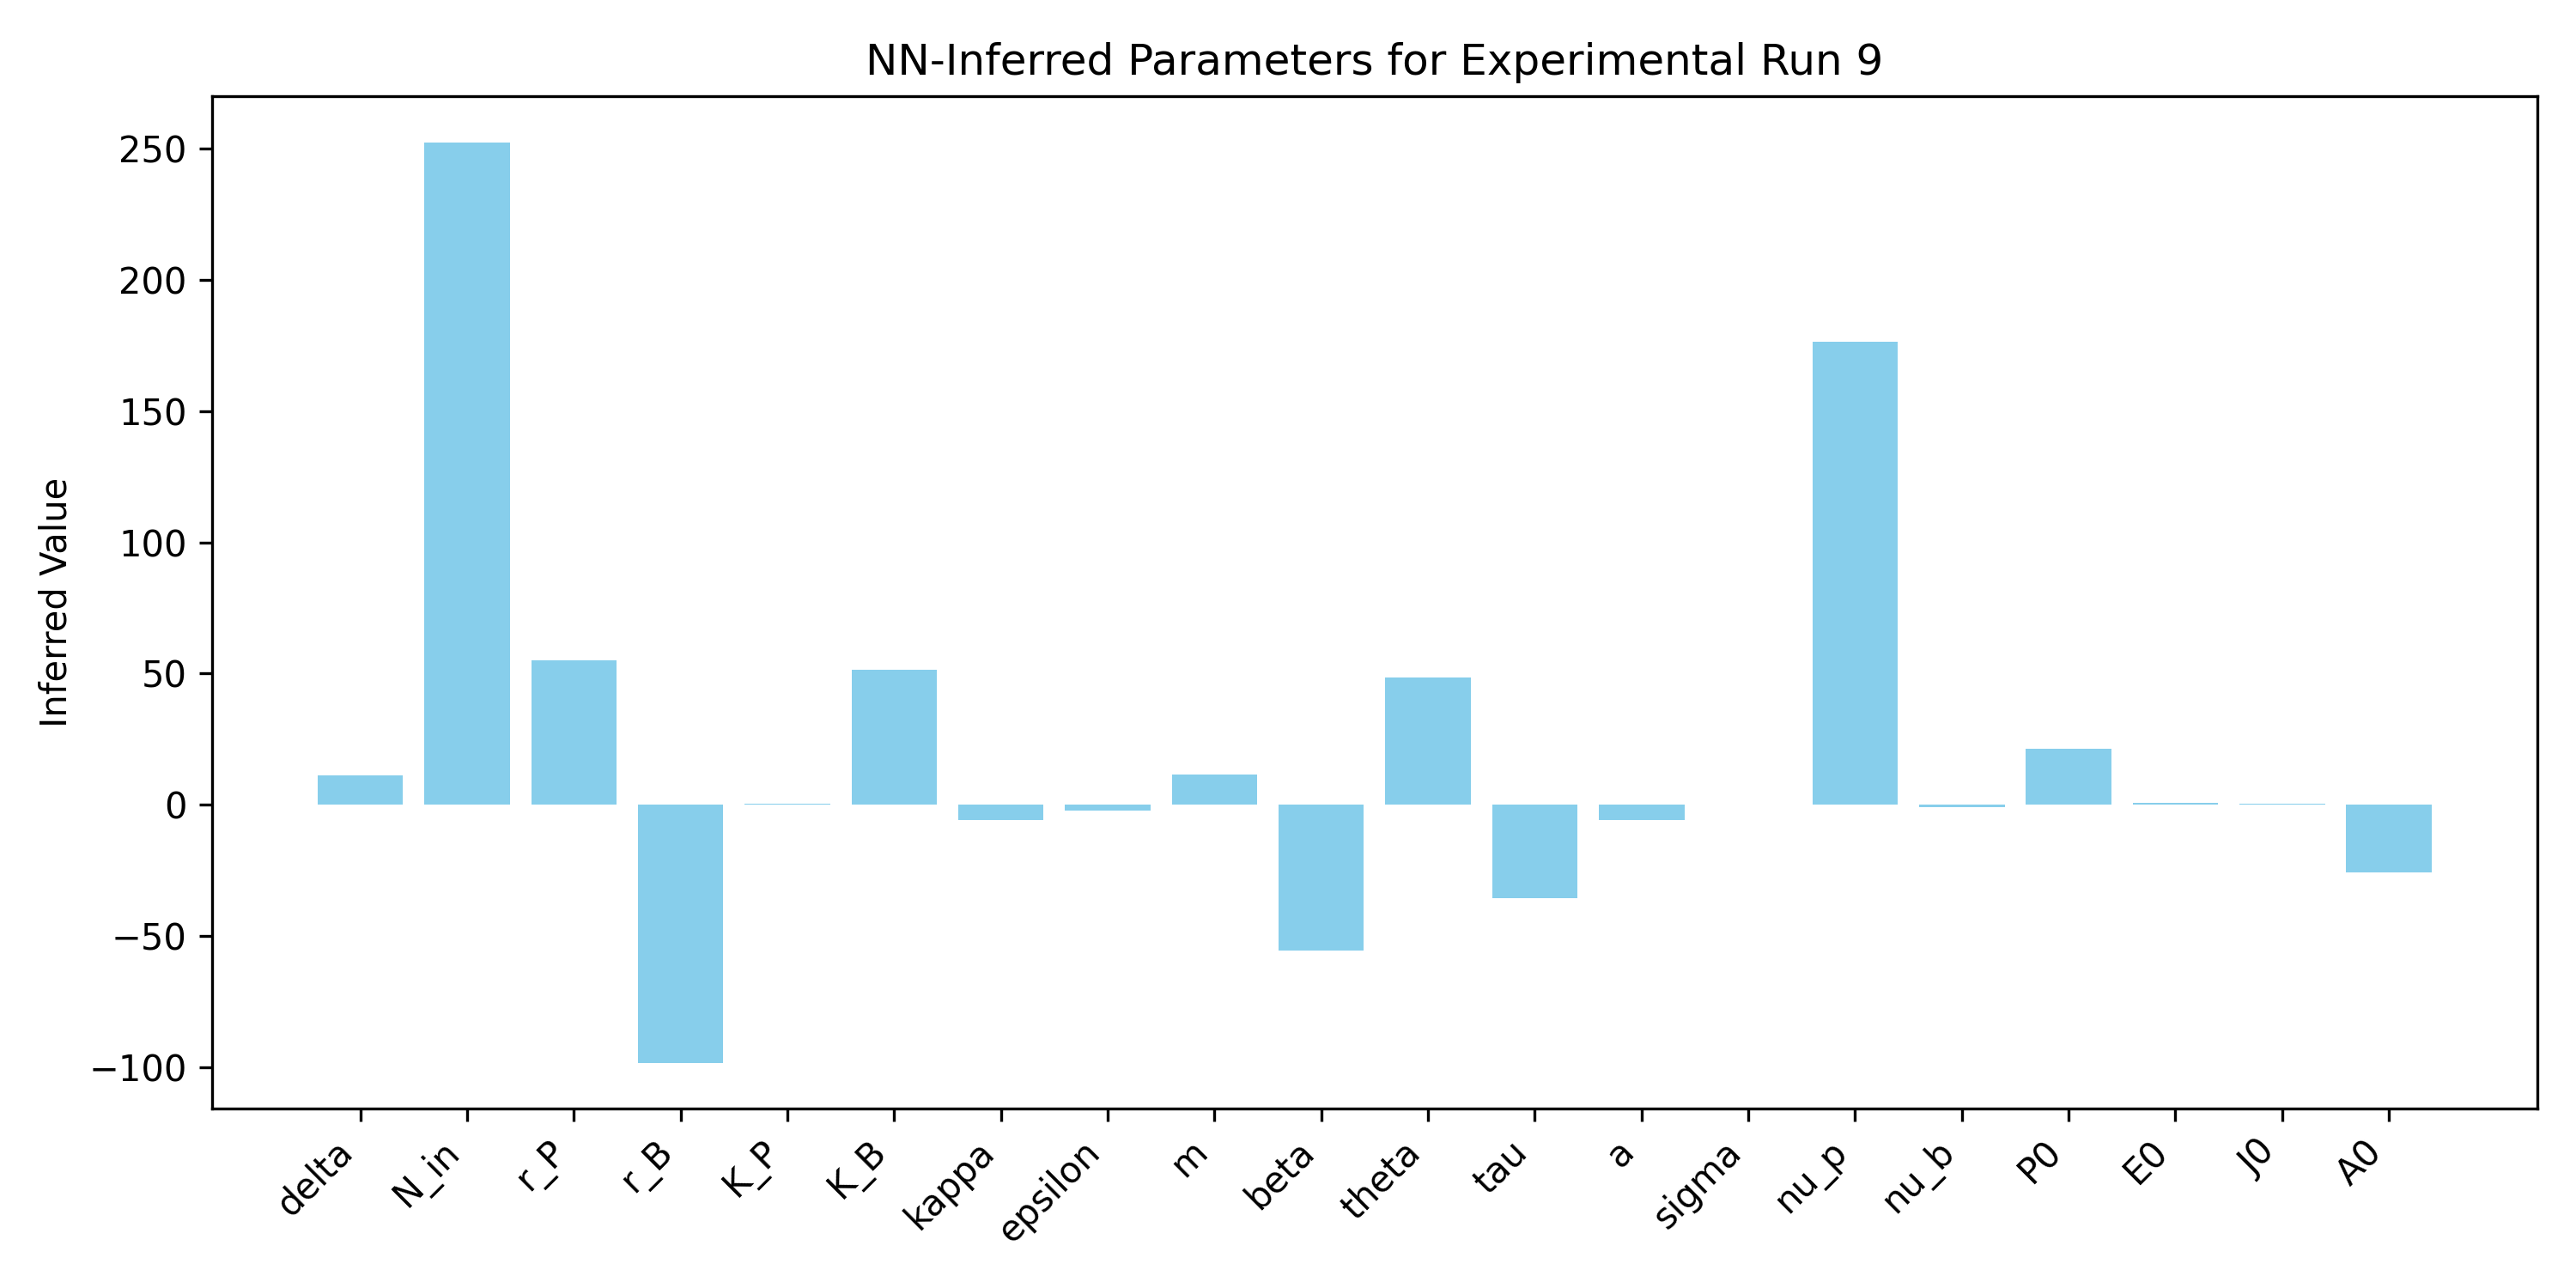 NN-Inferred Parameters for Experimental Run 9
Inferred Value
250
200
150
100
50
0
−50
−100
delta
N_in
r_P
r_B
K_P
K_B
kappa
epsilon
m
beta
theta
tau
a
sigma
nu_p
nu_b
P0
E0
J0
A0